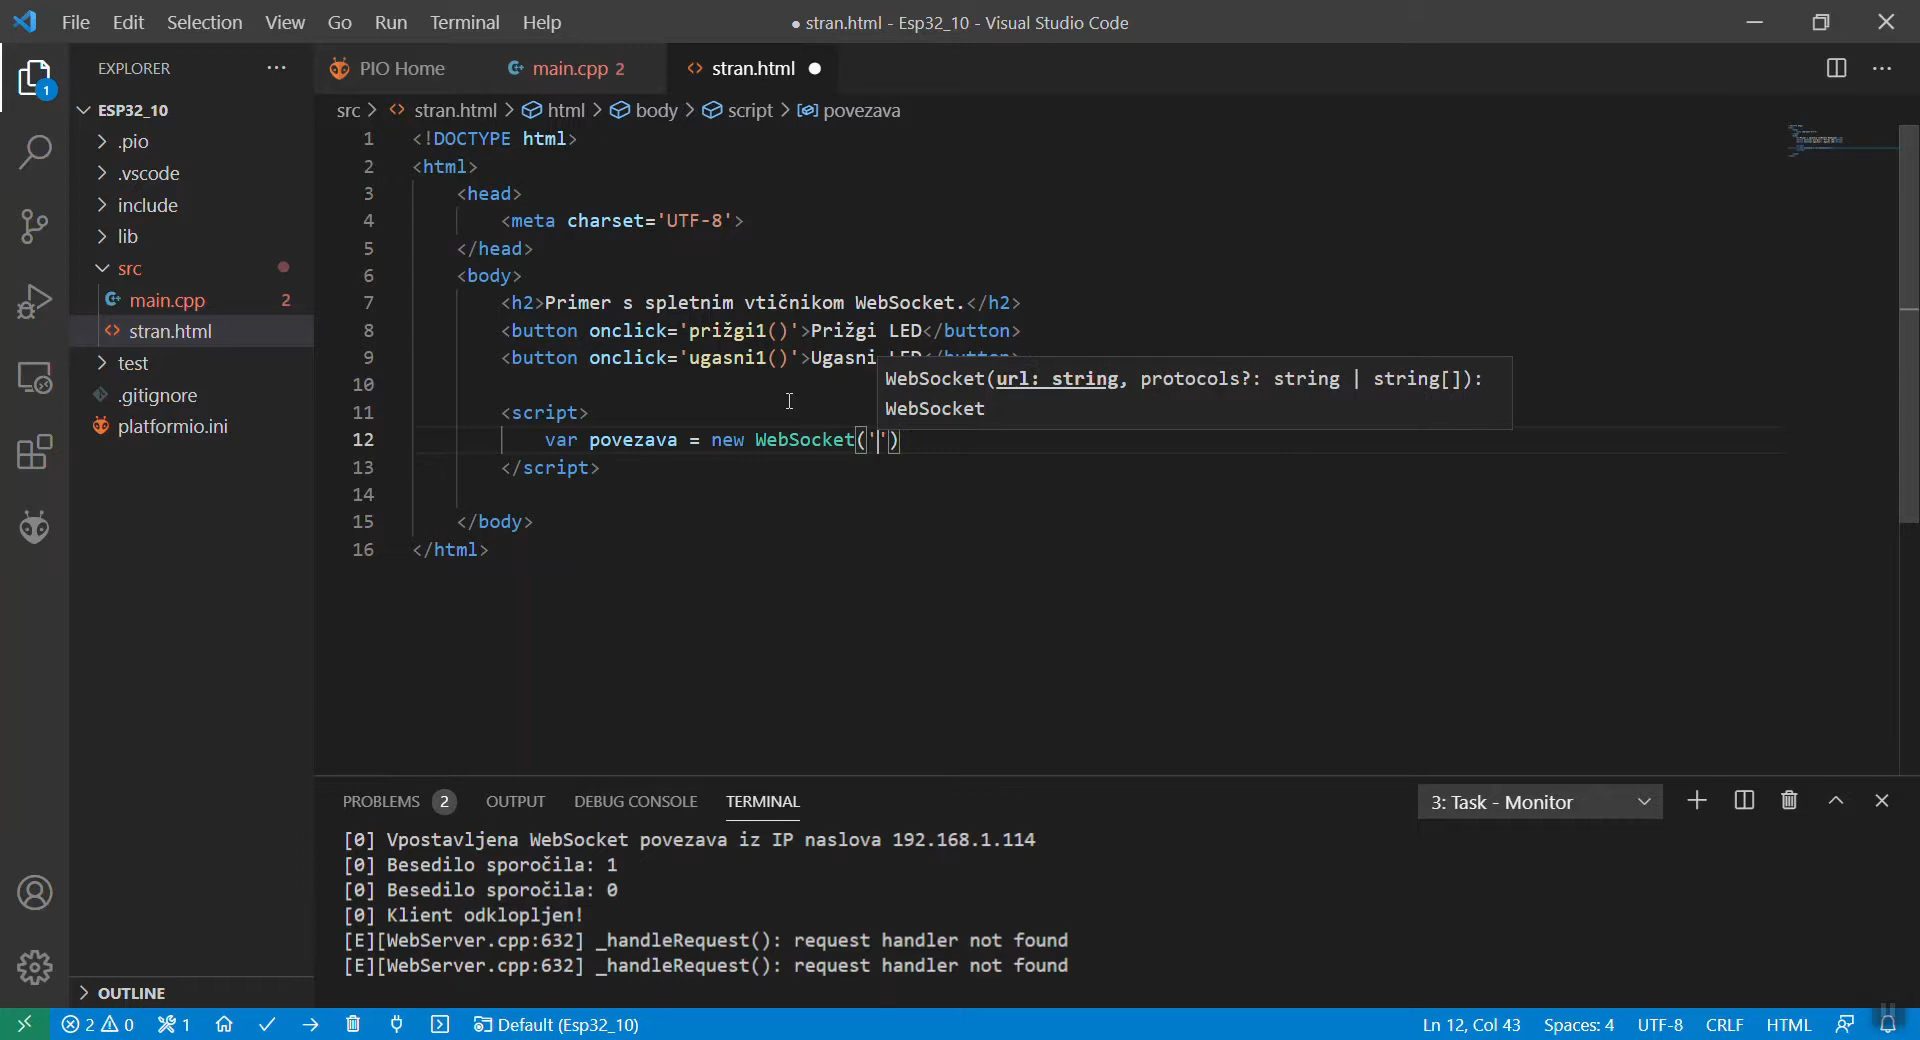 File Edit Selection View Go Run Terminal Help
● stran.html - Esp32_10 - Visual Studio Code
1
EXPLORER
ESP32_10
.pio
.vscode
include
lib
src
main.cpp 2
stran.html
test
.gitignore
platformio.ini
OUTLINE
PIO Home main.cpp 2 stran.html
src > stran.html > html > body > script > povezava
1 <!DOCTYPE html>
2 <html>
3 <head>
4 <meta charset='UTF-8'>
5 </head>
6 <body>
7 <h2>Primer s spletnim vtičnikom WebSocket.</h2>
8 <button onclick='prižgi1()'>Prižgi LED</button>
9 <button onclick='ugasni1()'>Ugasni LED</button>
WebSocket(url: string, protocols?: string | string[]):
WebSocket
10
11 <script>
12 var povezava = new WebSocket('')
13 </script>
14
15 </body>
16 </html>
PROBLEMS 2 OUTPUT DEBUG CONSOLE TERMINAL
3: Task - Monitor
[0] Vpostavljena WebSocket povezava iz IP naslova 192.168.1.114
[0] Besedilo sporočila: 1
[0] Besedilo sporočila: 0
[0] Klient odklopljen!
[E][WebServer.cpp:632] _handleRequest(): request handler not found
[E][WebServer.cpp:632] _handleRequest(): request handler not found
2 0 1 Default (Esp32_10)
Ln 12, Col 43 Spaces: 4 UTF-8 CRLF HTML